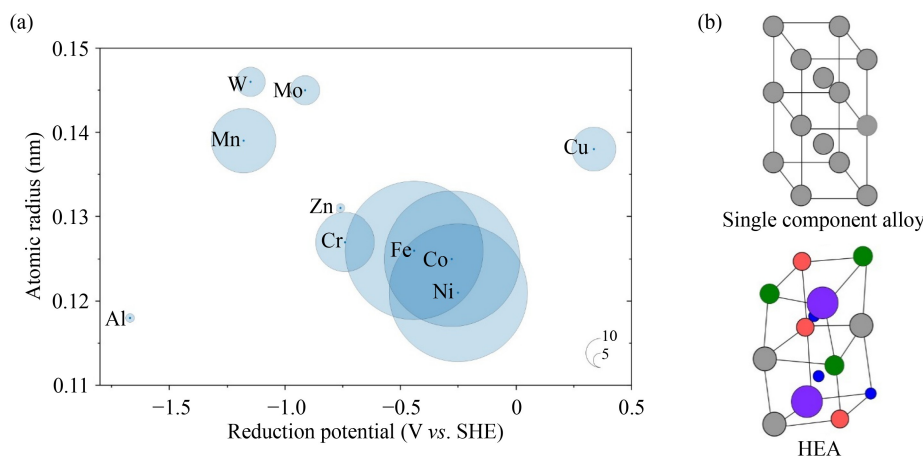 (a)
(b)
0.15
0.14
0.13
0.12
0.11
Atomic radius (nm)
W
Mo
Mn
Cu
Zn
Cr
Fe
Co
Ni
Al
10
5
−1.5
−1.0
−0.5
0
0.5
Reduction potential (V vs. SHE)
Single component alloy
HEA